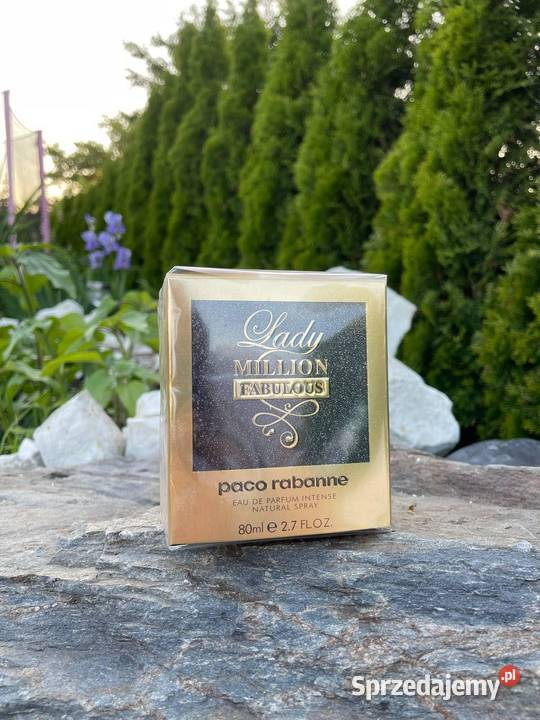 Lady
MILLION
FABULOUS
paco rabanne
EAU DE PARFUM INTENSE
NATURAL SPRAY
80ml e 2.7 FL.OZ.
Sprzedajemy.pl